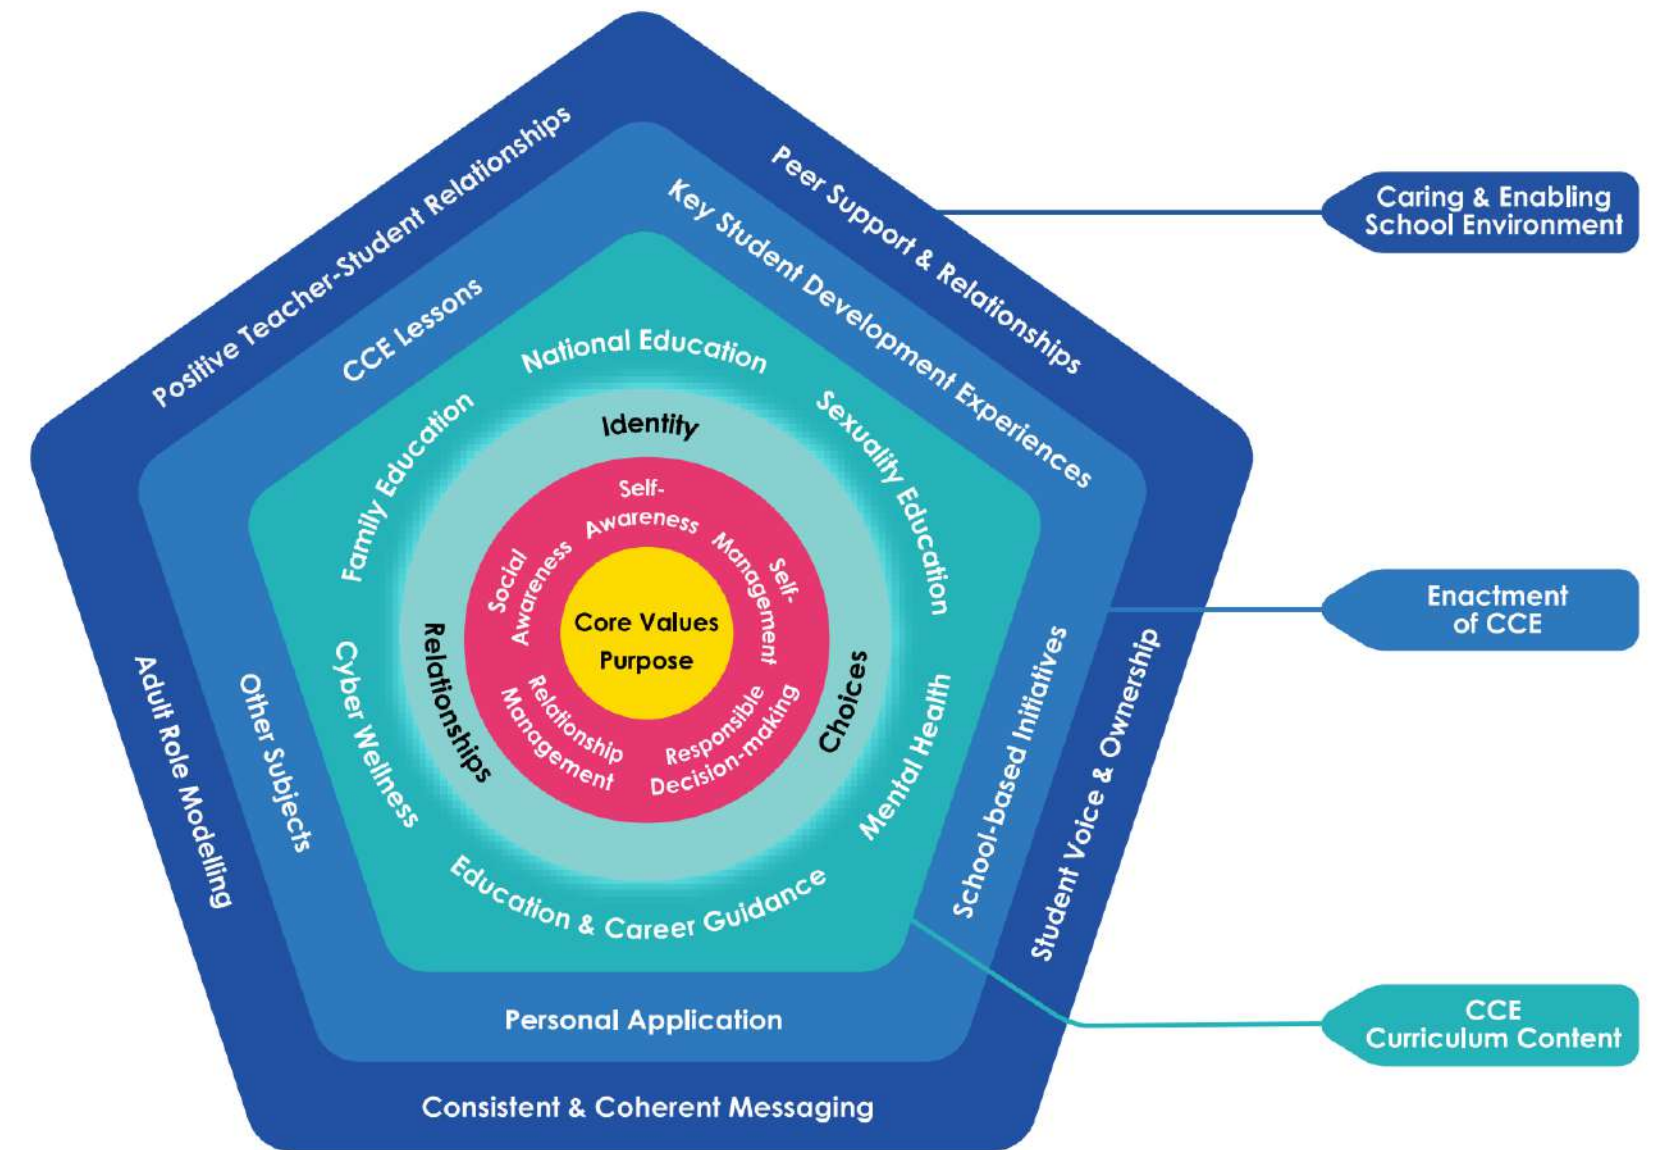 Positive Teacher-Student Relationships
Peer Support & Relationships
Student Voice & Ownership
Consistent & Coherent Messaging
Adult Role Modelling
CCE Lessons
Key Student Development Experiences
School-based Initiatives
Personal Application
Other Subjects
National Education
Sexuality Education
Mental Health
Education & Career Guidance
Cyber Wellness
Family Education
Identity
Choices
Relationships
Self-
Awareness
Self-
Management
Responsible
Decision-making
Relationship
Management
Social
Awareness
Core Values
Purpose
Caring & Enabling
School Environment
Enactment
of CCE
CCE
Curriculum Content